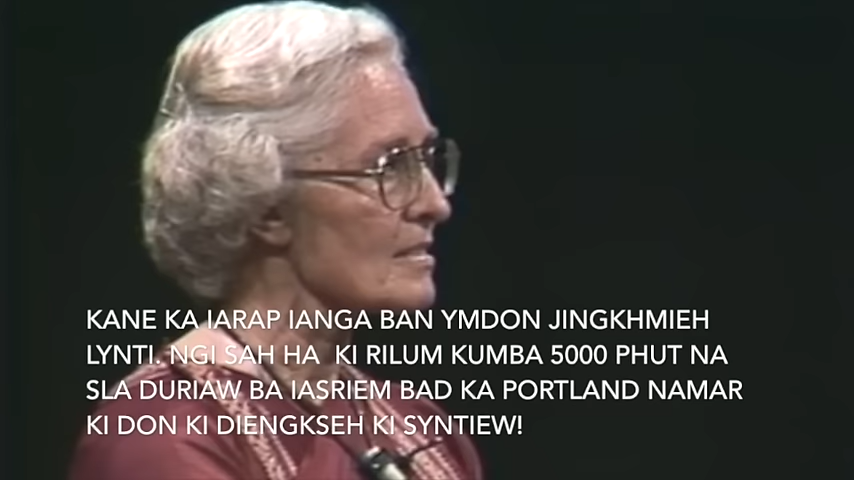 KANE KA IARAP IANGA BAN YMDON JINGKHMIEH
LYNTI. NGI SAH HA KI RILUM KUMBA 5000 PHUT NA
SLA DURIAW BA IASRIEM BAD KA PORTLAND NAMAR
KI DON KI DIENGKSEH KI SYNTIEW!